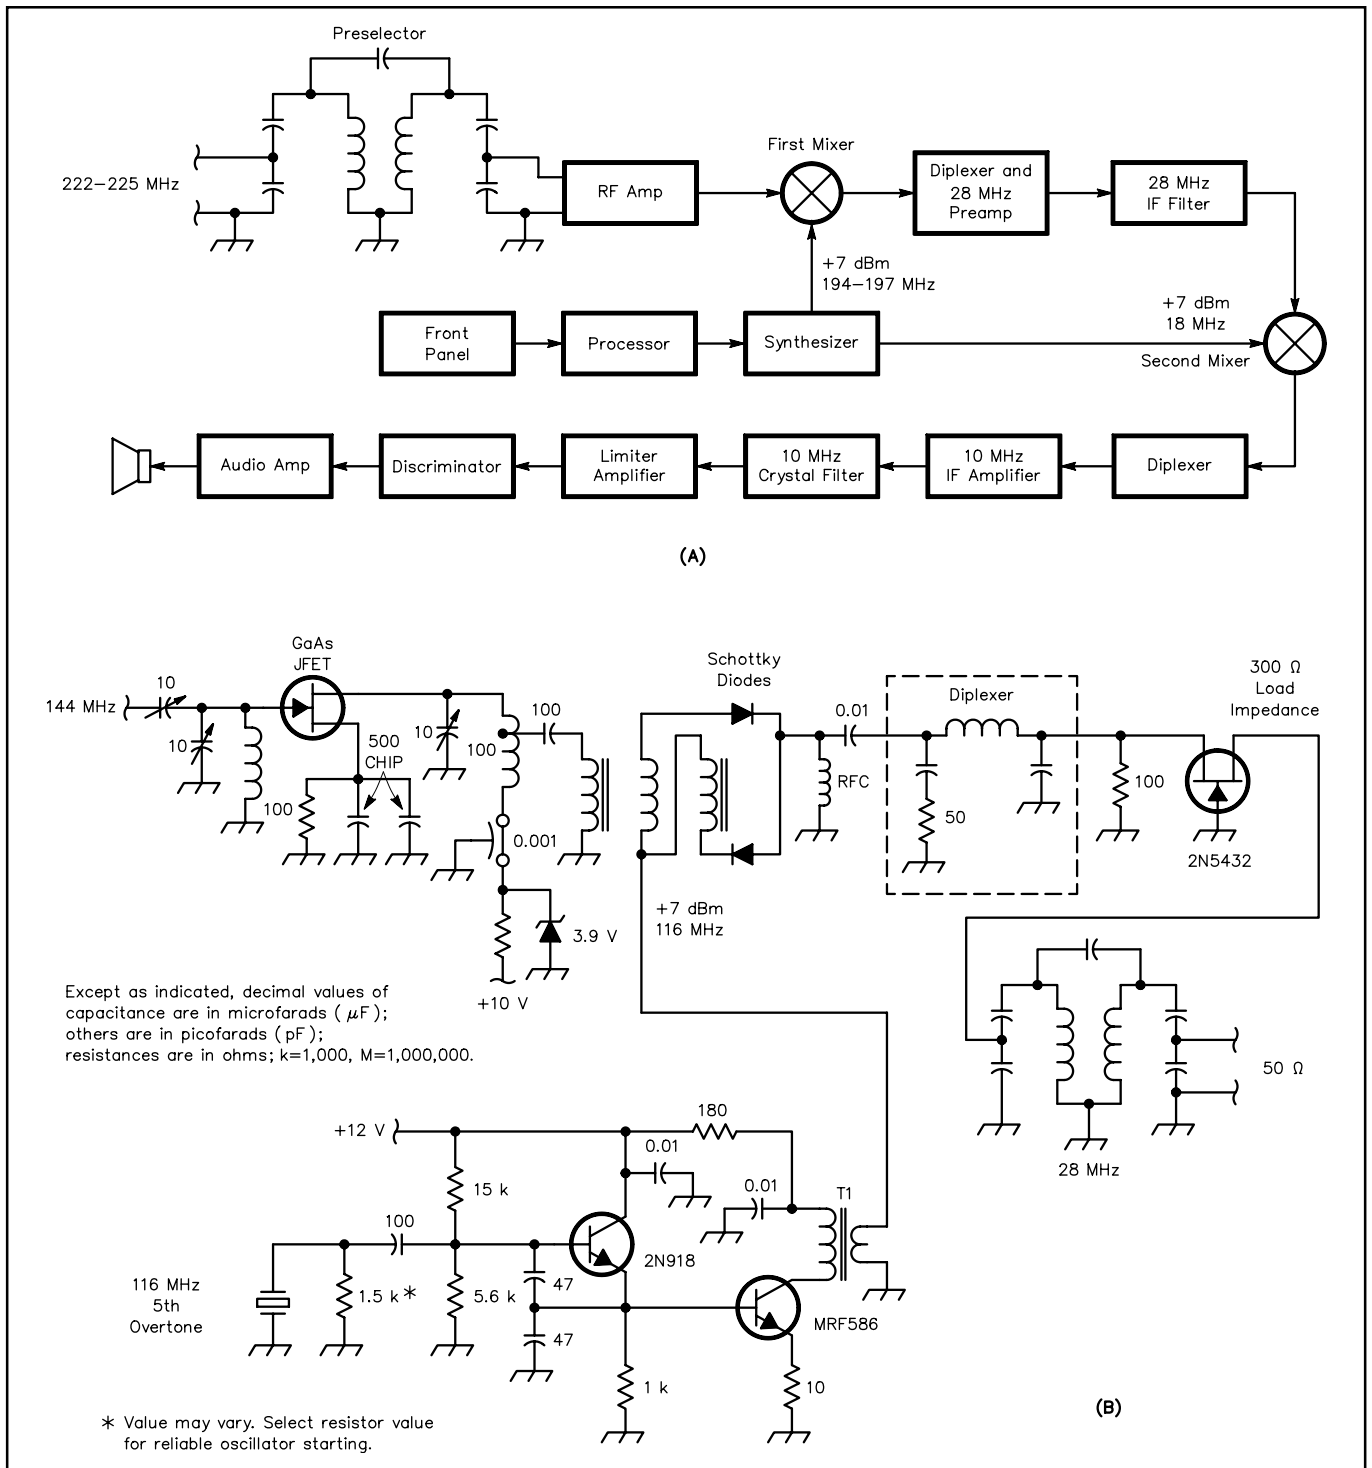 Preselector
222–225 MHz
RF Amp
First Mixer
Diplexer and
28 MHz
Preamp
28 MHz
IF Filter
+7 dBm
194–197 MHz
+7 dBm
18 MHz
Front
Panel
Processor
Synthesizer
Second Mixer
Audio Amp
Discriminator
Limiter
Amplifier
10 MHz
Crystal Filter
10 MHz
IF Amplifier
Diplexer
(A)
GaAs
JFET
Schottky
Diodes
300 Ω
Load
Impedance
144 MHz
10
10
100
500
CHIP
10
100
100
0.001
3.9 V
+10 V
+7 dBm
116 MHz
RFC
0.01
Diplexer
50
100
2N5432
Except as indicated, decimal values of
capacitance are in microfarads ( μF);
others are in picofarads (pF);
resistances are in ohms; k=1,000, M=1,000,000.
50 Ω
28 MHz
+12 V
180
0.01
15 k
0.01
T1
100
2N918
116 MHz
5th
Overtone
1.5 k*
5.6 k
47
47
MRF586
1 k
10
(B)
* Value may vary. Select resistor value
for reliable oscillator starting.